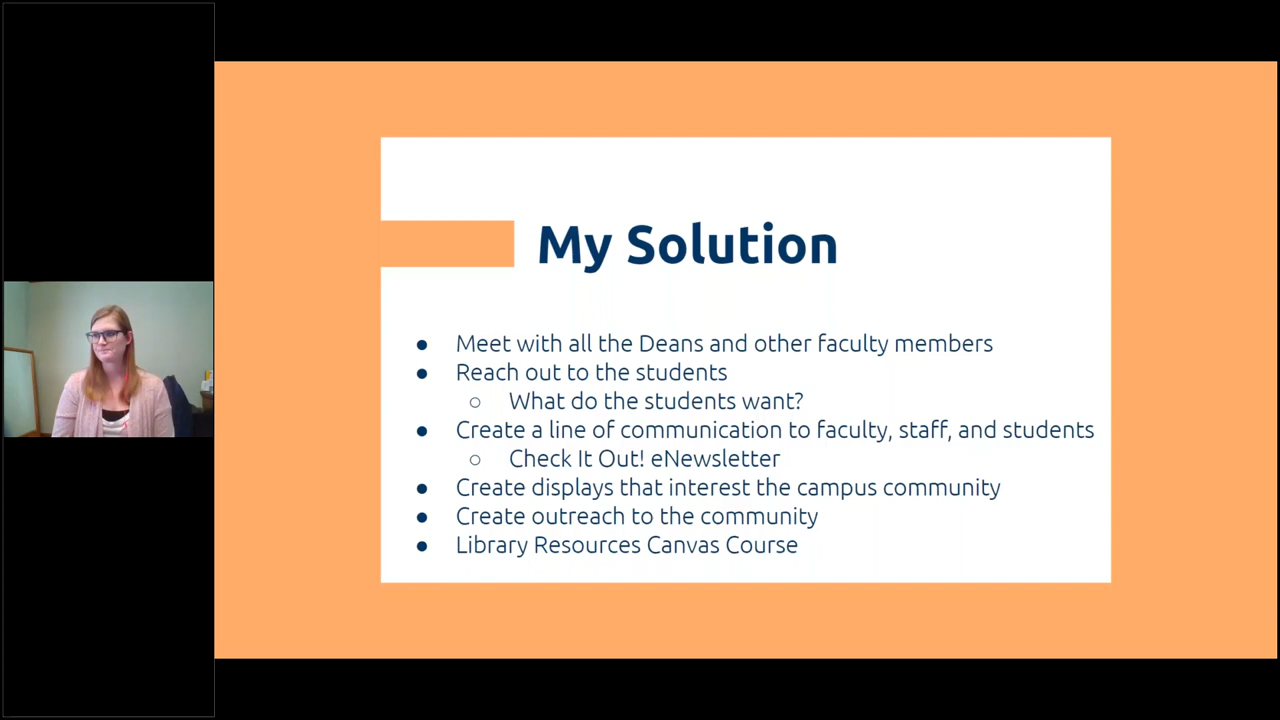 My Solution
● Meet with all the Deans and other faculty members
● Reach out to the students
○ What do the students want?
● Create a line of communication to faculty, staff, and students
○ Check It Out! eNewsletter
● Create displays that interest the campus community
● Create outreach to the community
● Library Resources Canvas Course